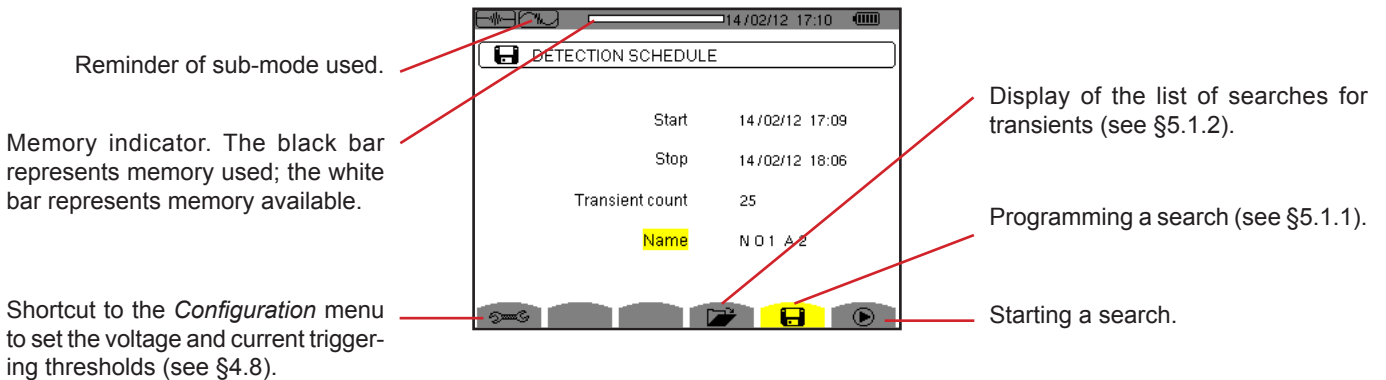 14/02/12 17:10
DETECTION SCHEDULE
Start 14/02/12 17:09
Stop 14/02/12 18:06
Transient count 25
Name N O 1 A 2
Reminder of sub-mode used.
Memory indicator. The black bar
represents memory used; the white
bar represents memory available.
Shortcut to the Configuration menu
to set the voltage and current trigger-
ing thresholds (see §4.8).
Display of the list of searches for
transients (see §5.1.2).
Programming a search (see §5.1.1).
Starting a search.